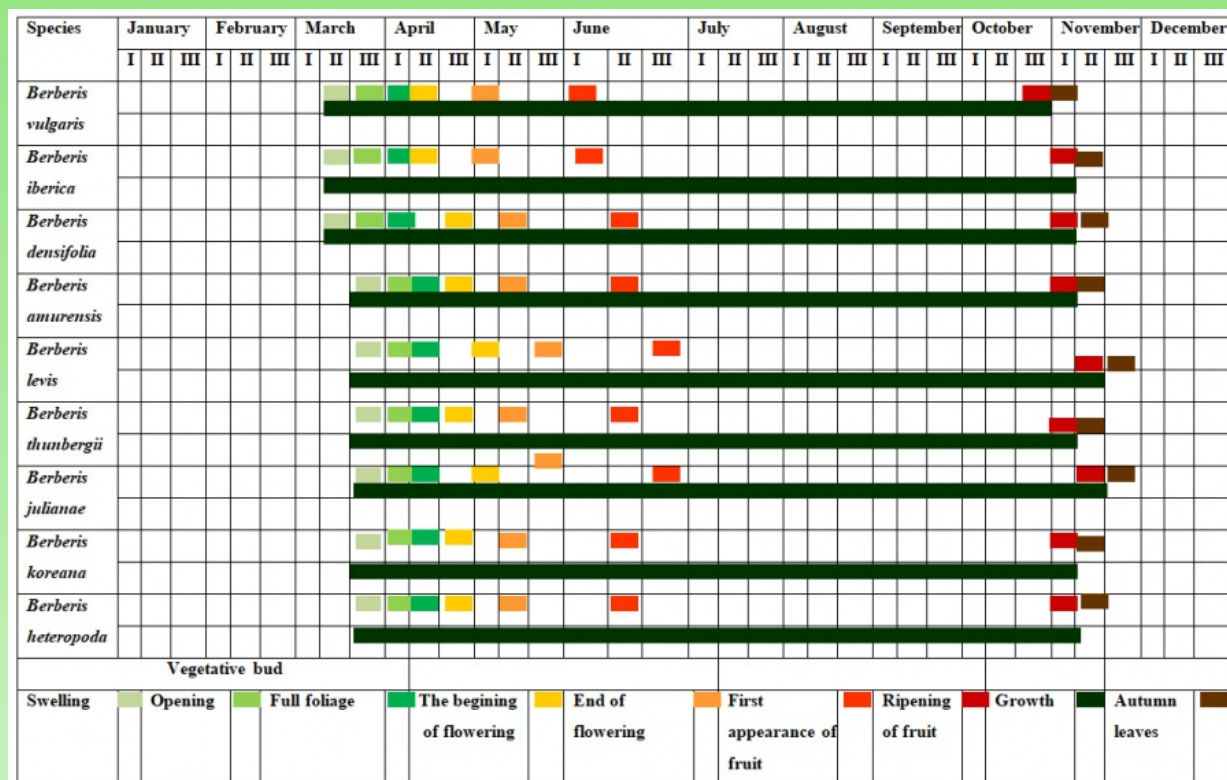 Species January February March April May June July August September October November December
I II III I II III I II III I II III I II III I II III I II III I II III I II III I II III I II III I II III
Berberis
vulgaris
Berberis
iberica
Berberis
densifolia
Berberis
amurensis
Berberis
levis
Berberis
thunbergii
Berberis
julianae
Berberis
koreana
Berberis
heteropoda
Vegetative bud
Swelling Opening Full foliage The begining End of First Ripening Growth Autumn
of flowering flowering appearance of of fruit leaves
fruit